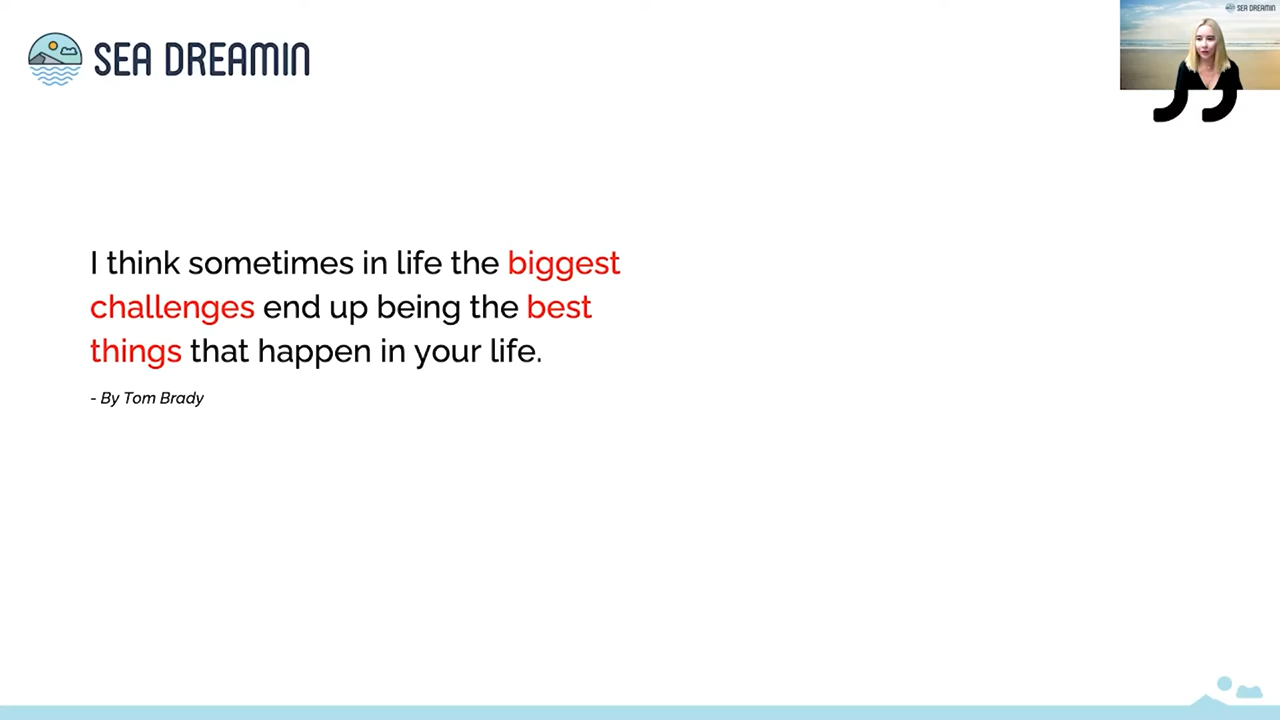 SEA DREAMIN
SEA DREAMIN
I think sometimes in life the biggest
challenges end up being the best
things that happen in your life.
- By Tom Brady